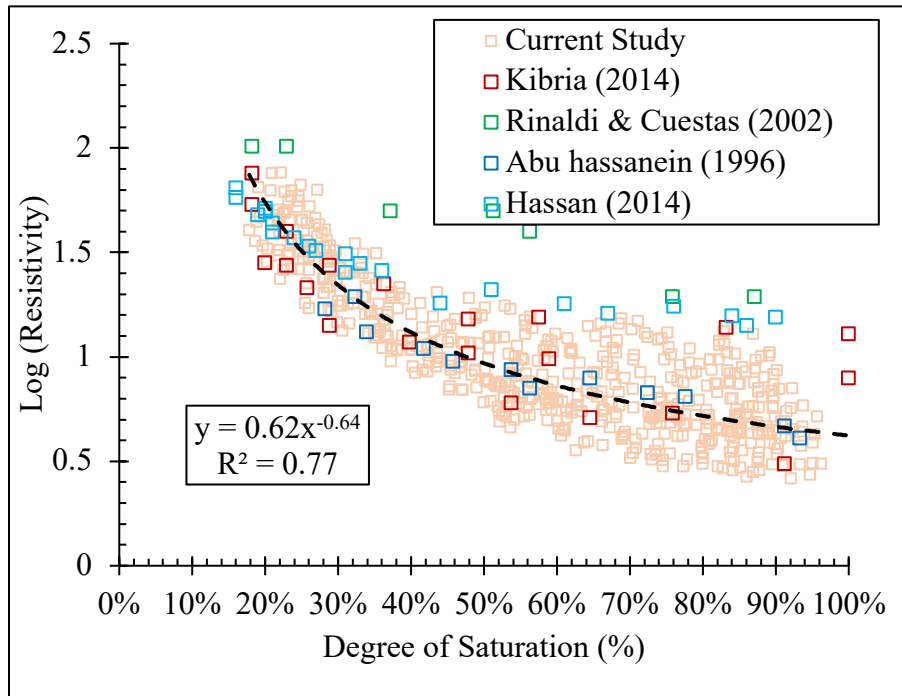 Log (Resistivity)
2.5
2
1.5
1
0.5
0
Current Study
Kibria (2014)
Rinaldi & Cuestas (2002)
Abu hassanein (1996)
Hassan (2014)
y = 0.62x^-0.64
R² = 0.77
0% 10% 20% 30% 40% 50% 60% 70% 80% 90% 100%
Degree of Saturation (%)